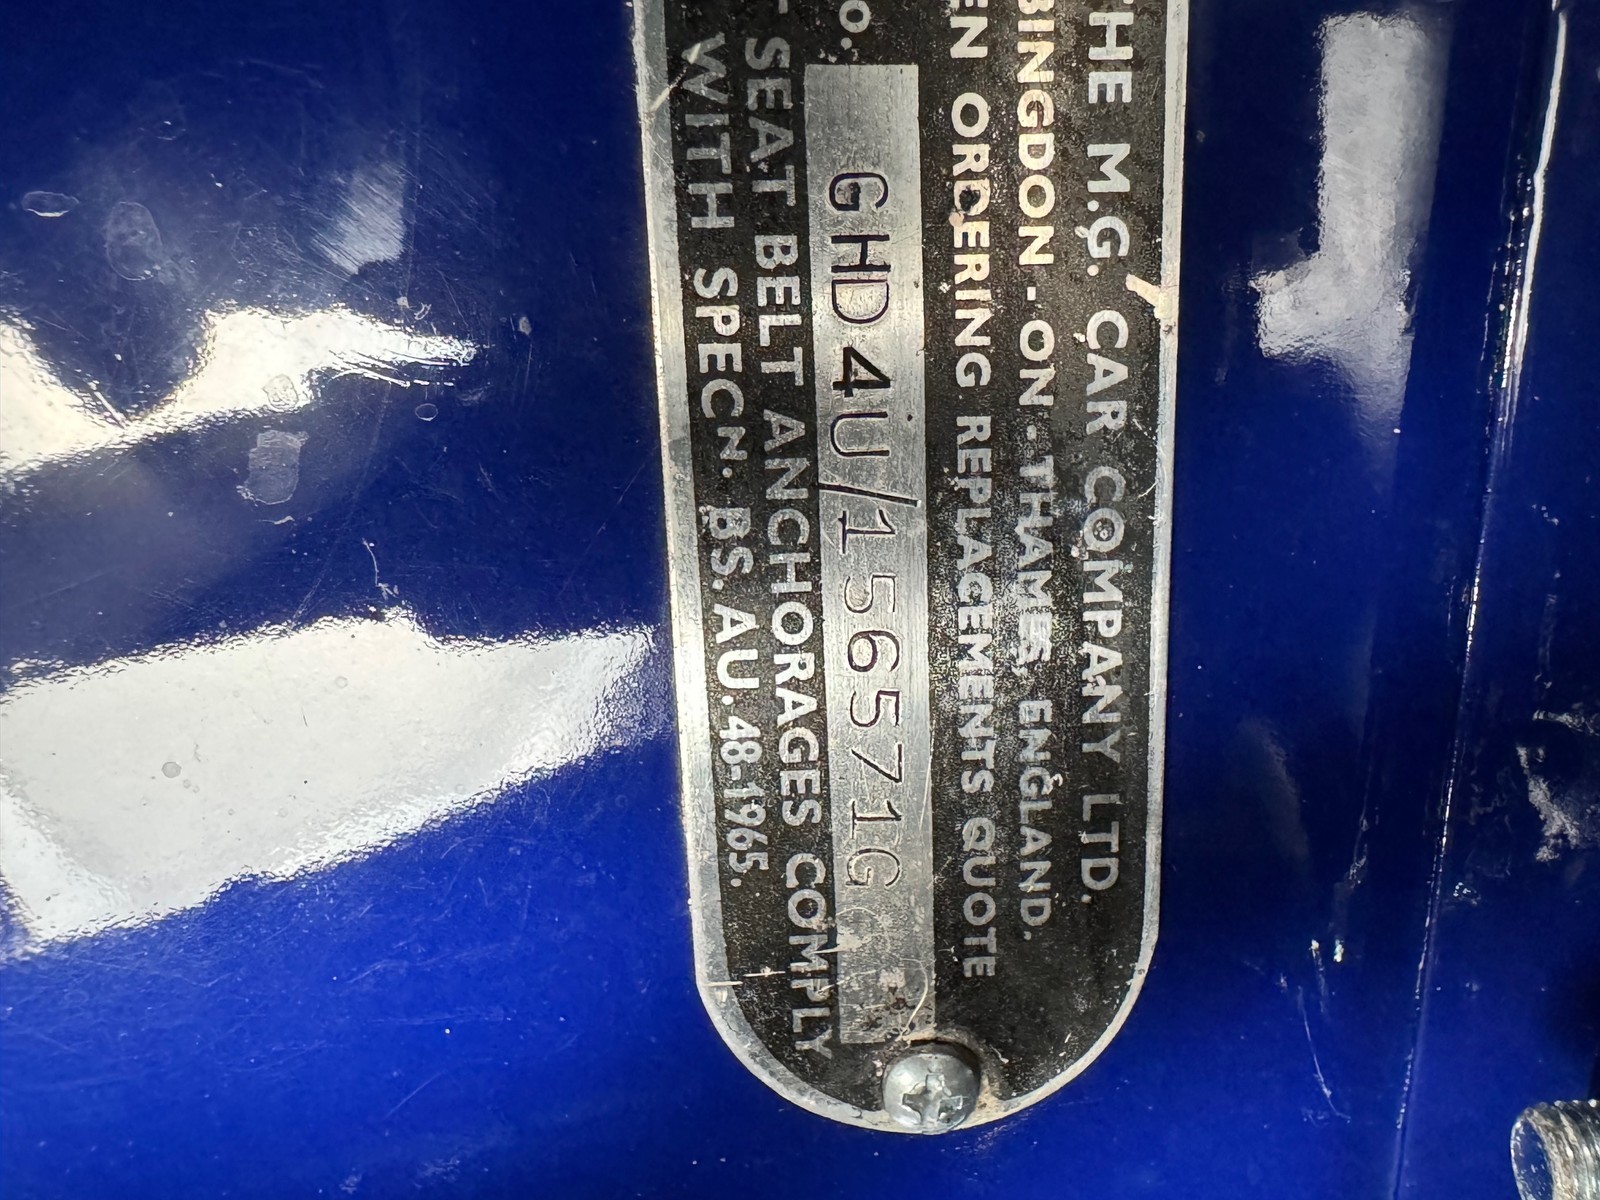 THE M.G. CAR COMPANY LTD.
BINGDON-ON-THAMES, ENGLAND.
EN ORDERING REPLACEMENTS QUOTE
o. GHD4U/156571G
SEAT BELT ANCHORAGES COMPLY
WITH SPECN. BS. AU.48-1965.